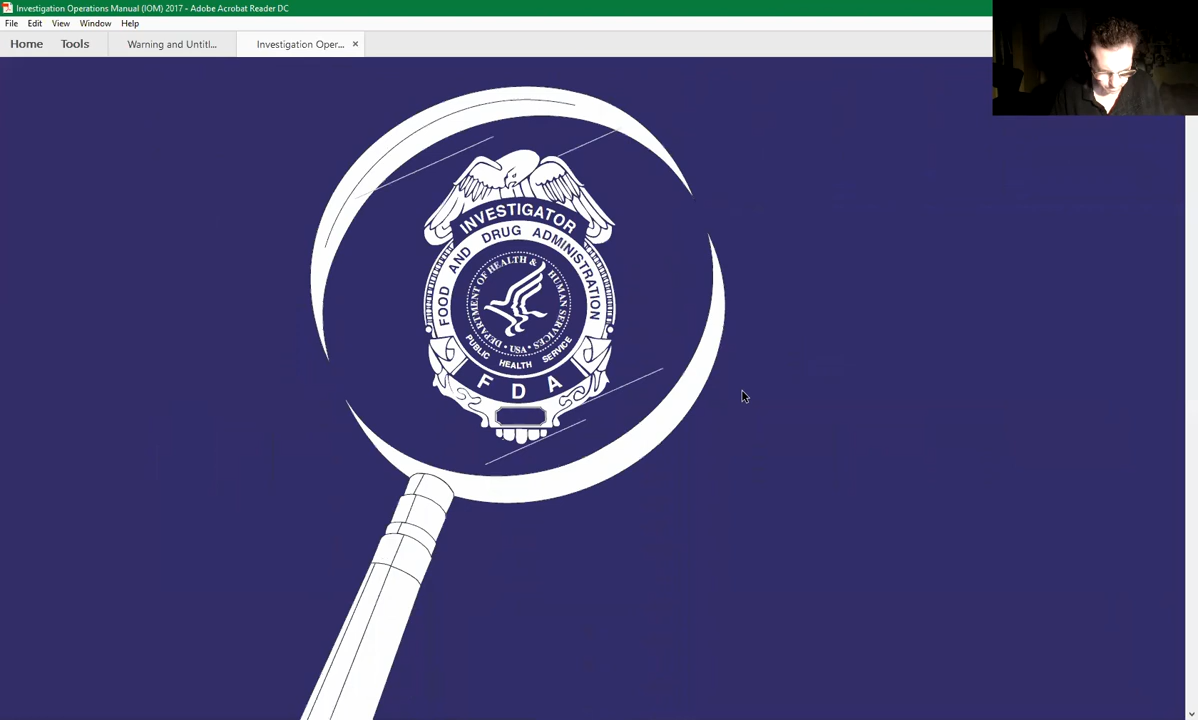 Investigation Operations Manual (IOM) 2017 - Adobe Acrobat Reader DC
File Edit View Window Help
Home Tools Warning and Untitl... Investigation Oper... ×
INVESTIGATOR
FOOD AND DRUG ADMINISTRATION
DEPARTMENT OF HEALTH & HUMAN SERVICES • USA •
PUBLIC HEALTH SERVICE
FDA